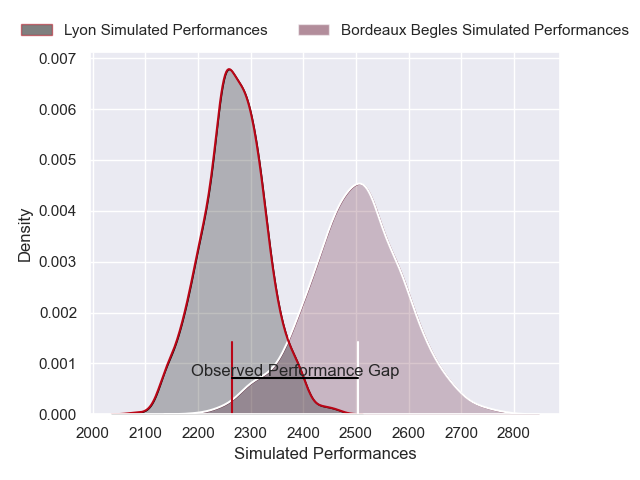 Lyon Simulated Performances
Bordeaux Begles Simulated Performances
0.007
0.006
0.005
0.004
0.003
0.002
0.001
0.000
Density
Observed Performance Gap
2000 2100 2200 2300 2400 2500 2600 2700 2800
Simulated Performances